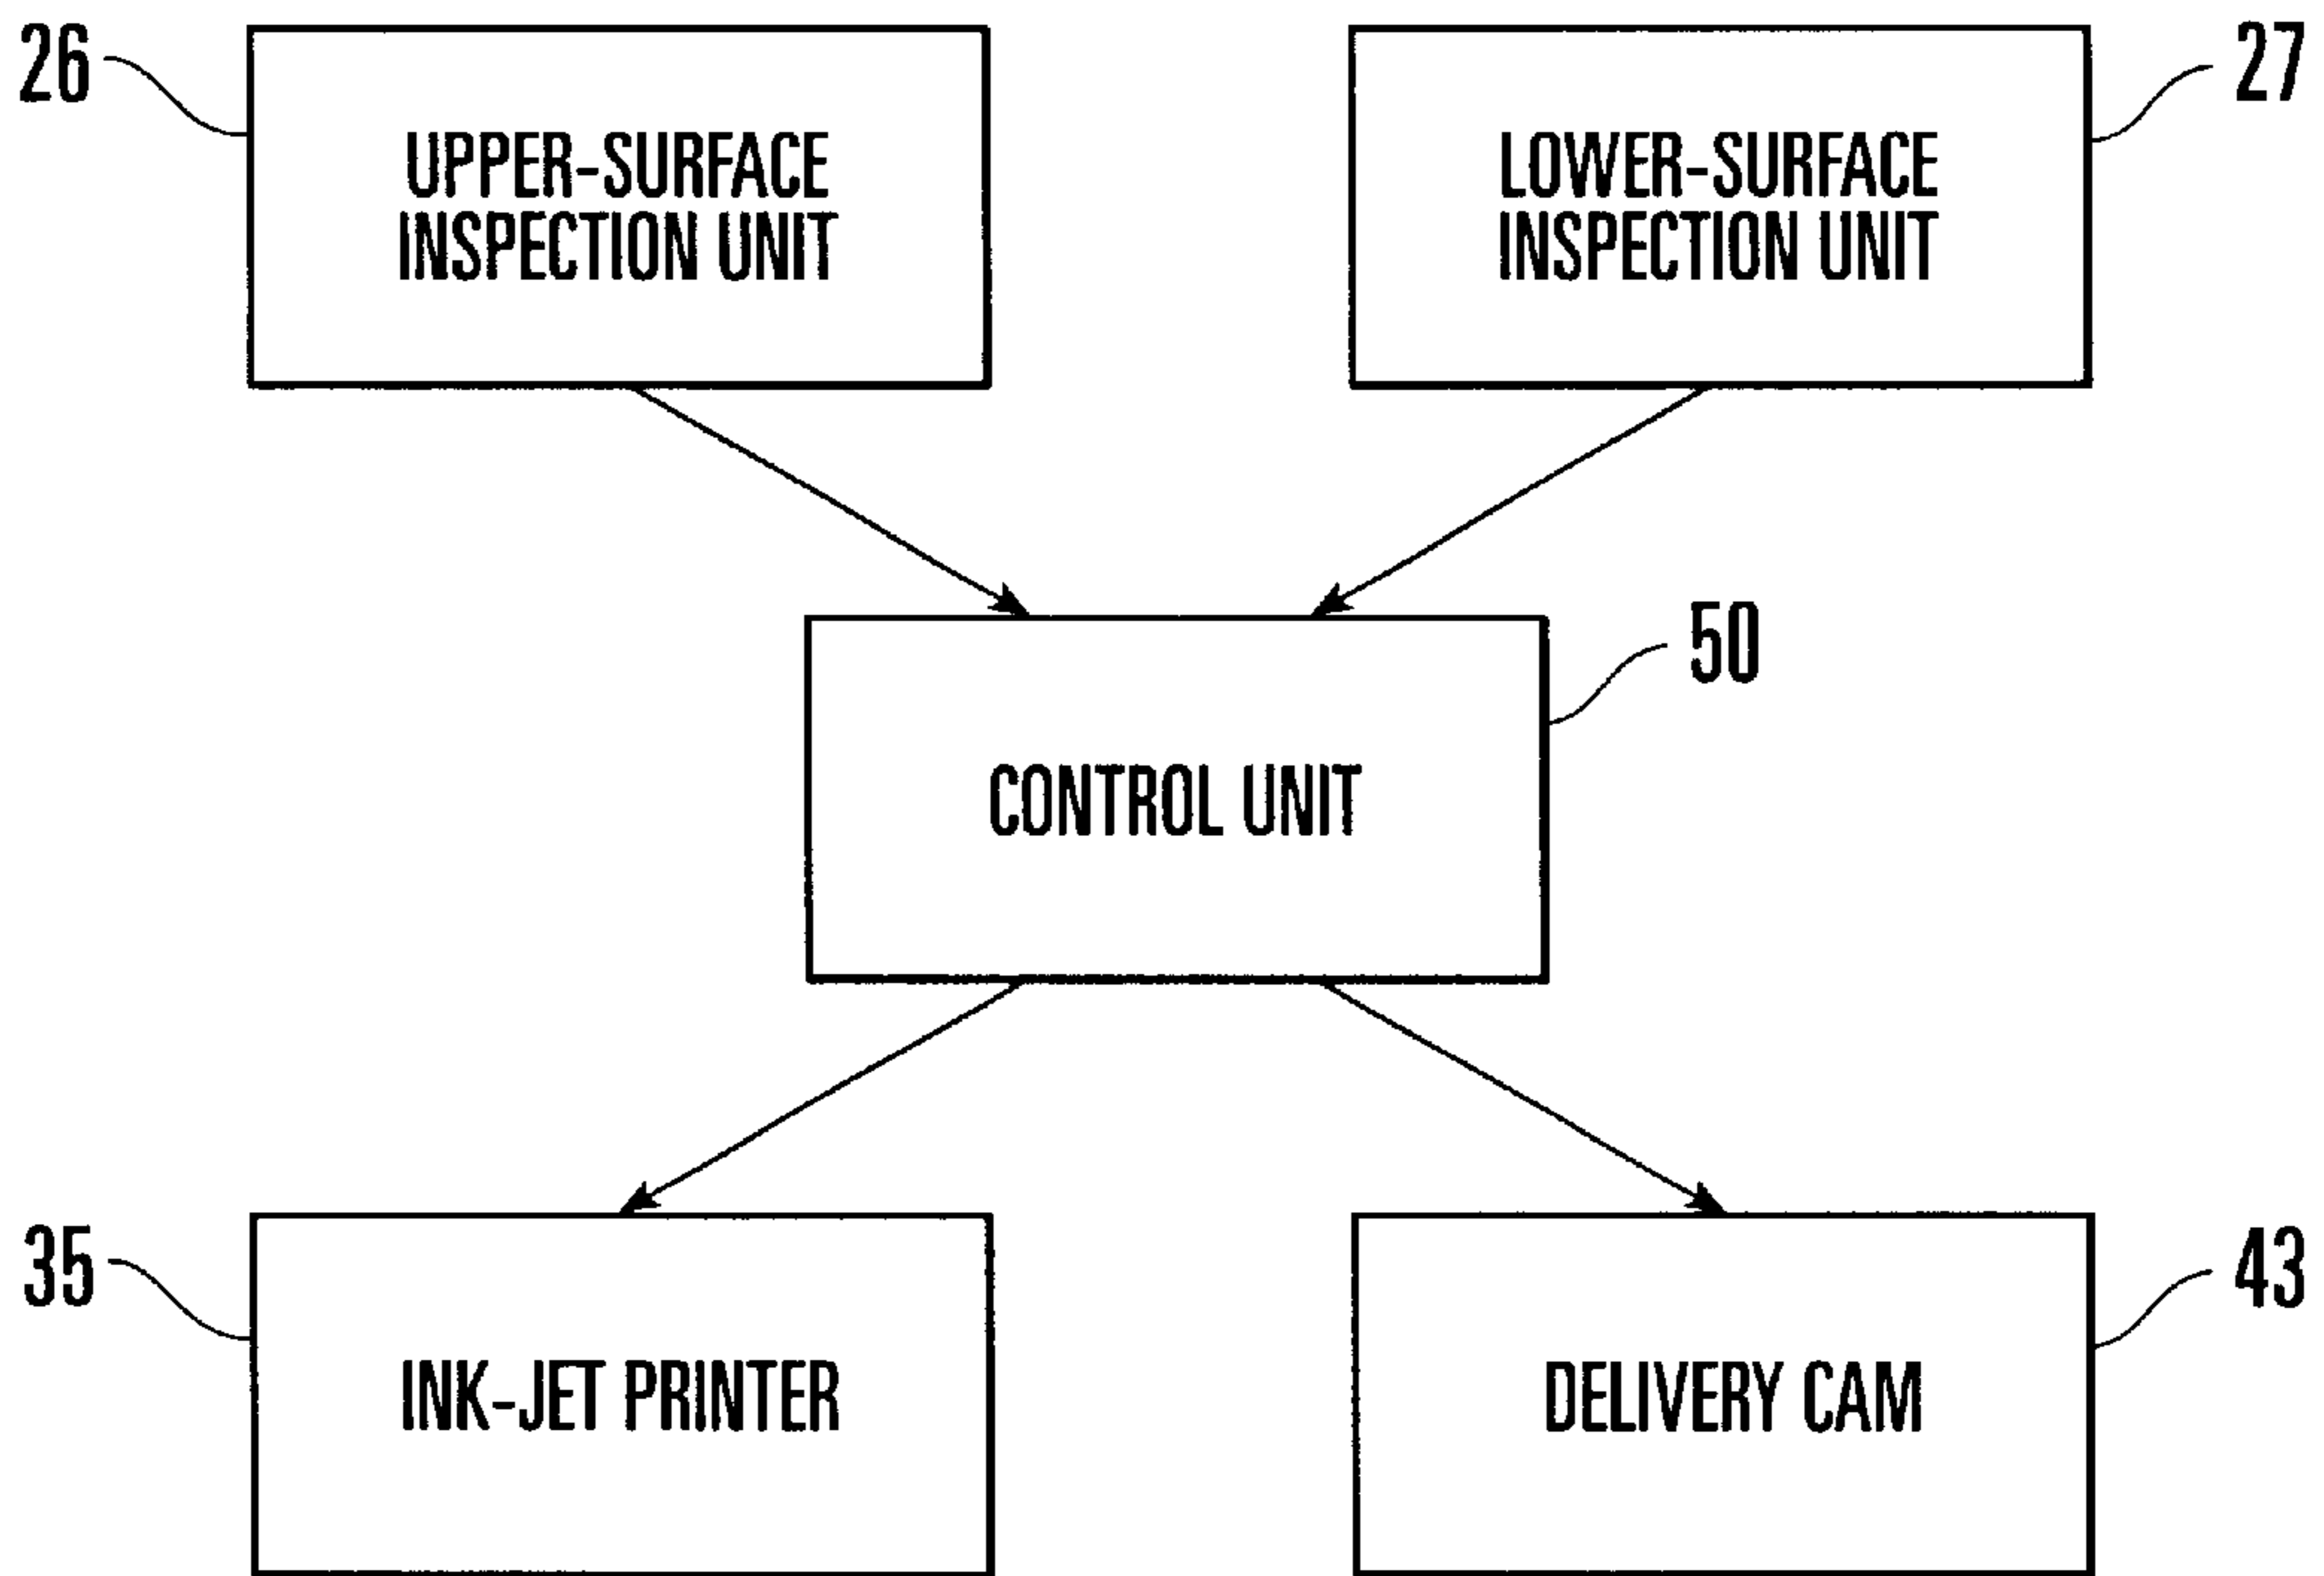 26
UPPER-SURFACE
INSPECTION UNIT
27
LOWER-SURFACE
INSPECTION UNIT
50
CONTROL UNIT
35
INK-JET PRINTER
43
DELIVERY CAM